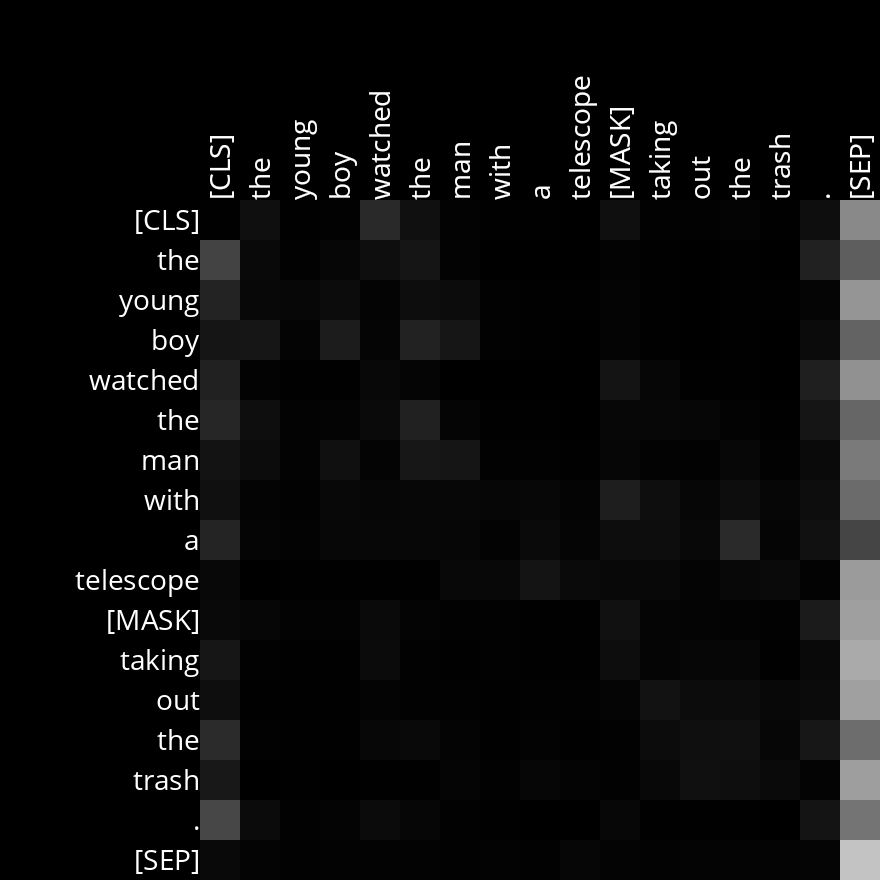 [CLS] the young boy watched the man with a telescope [MASK] taking out the trash . [SEP]
[CLS]
the
young
boy
watched
the
man
with
a
telescope
[MASK]
taking
out
the
trash
.
[SEP]